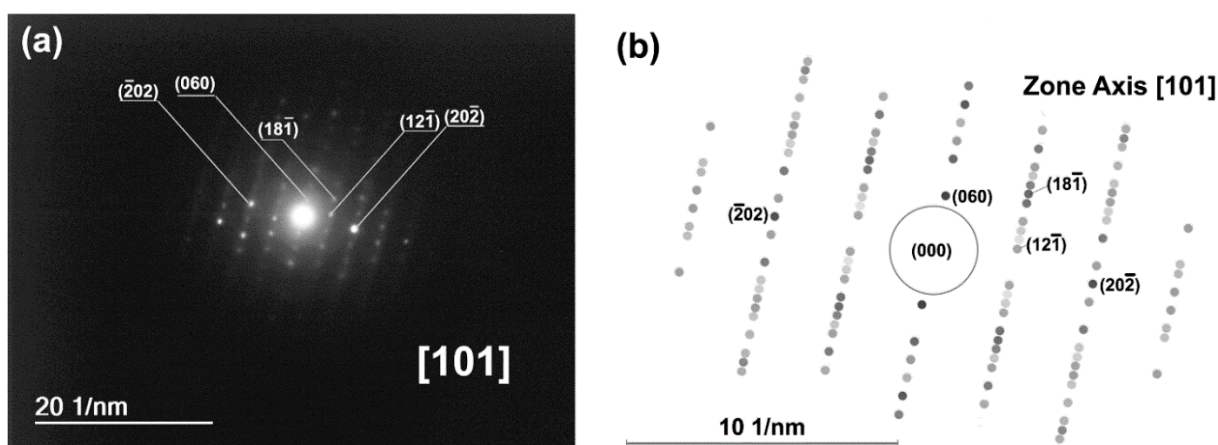 (a)
(2̄02)
(060)
(181̄)
(121̄)
(202̄)
[101]
20 1/nm
(b)
Zone Axis [101]
(060)
(181̄)
(2̄02)
(000)
(121̄)
(202̄)
10 1/nm